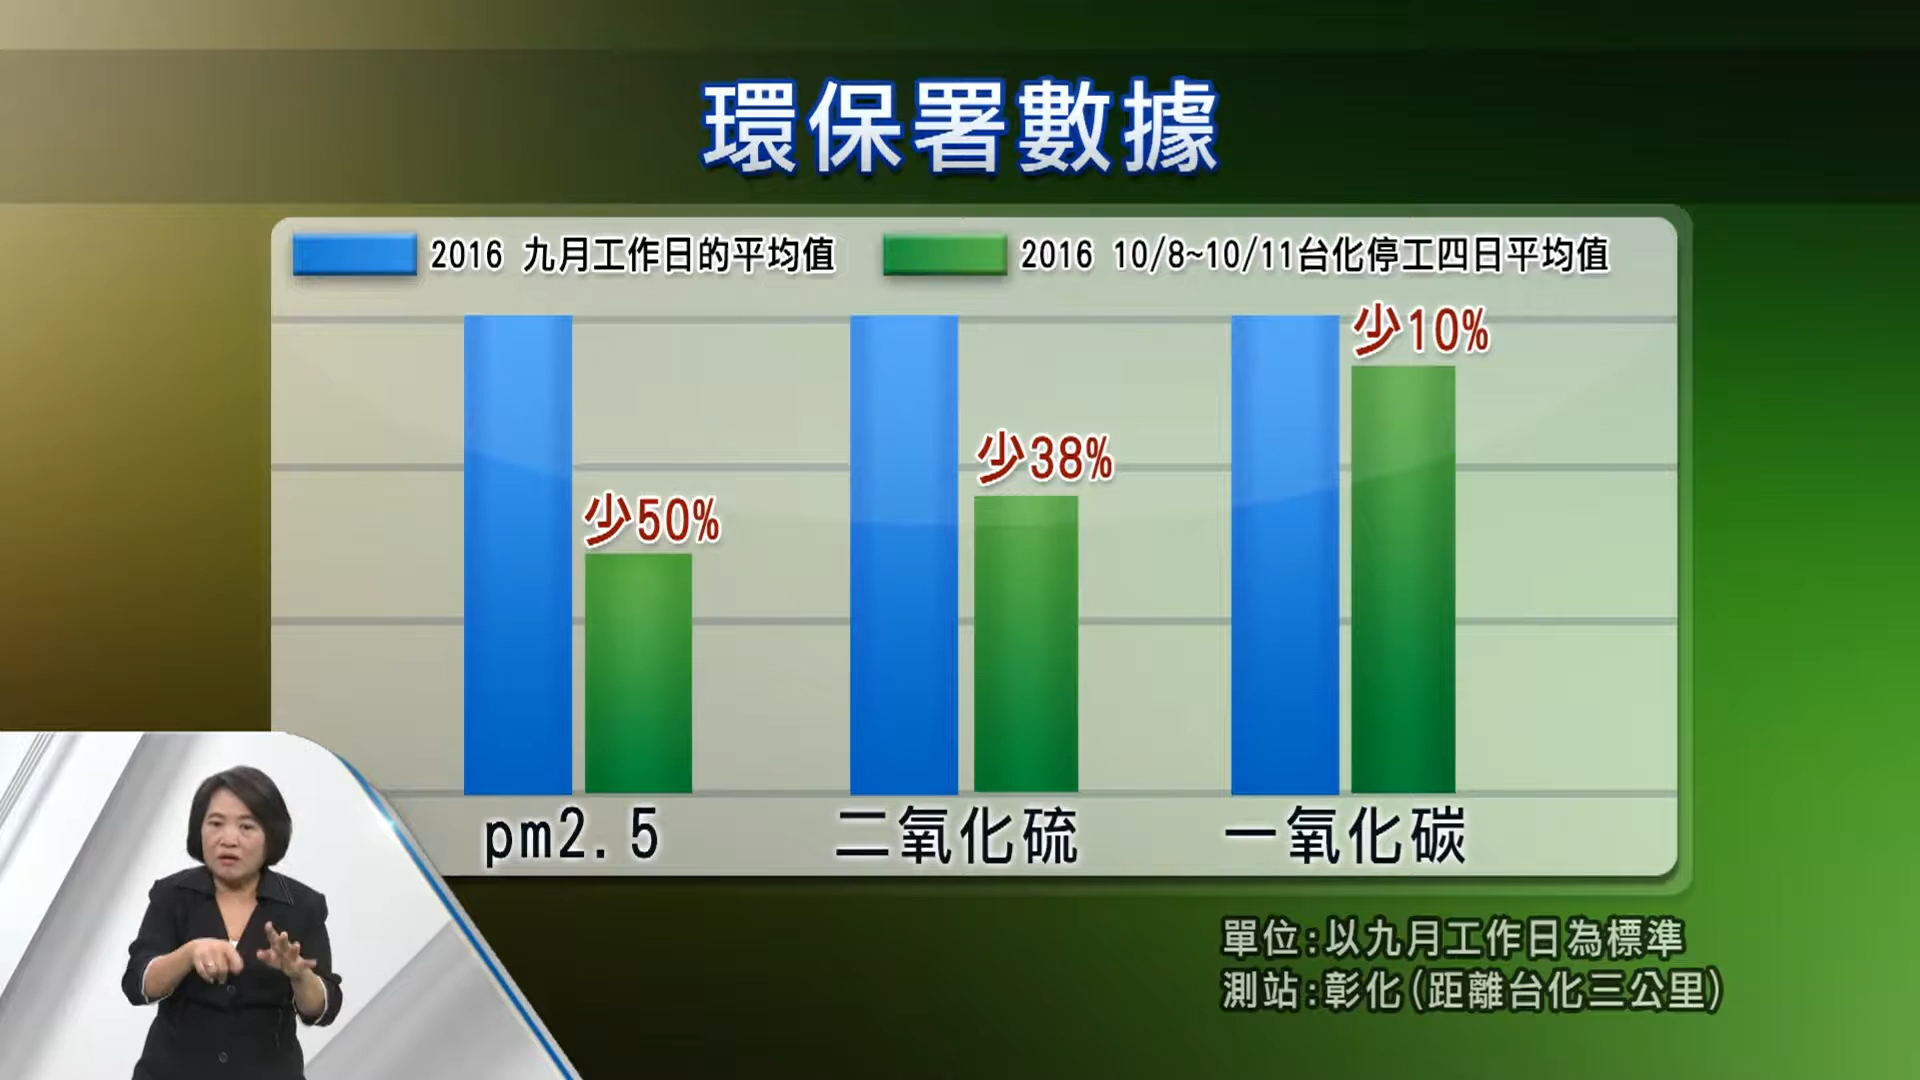 環保署數據
2016 九月工作日的平均值
2016 10/8~10/11台化停工四日平均值
少50%
少38%
少10%
pm2.5
二氧化硫
一氧化碳
單位:以九月工作日為標準
測站:彰化(距離台化三公里)